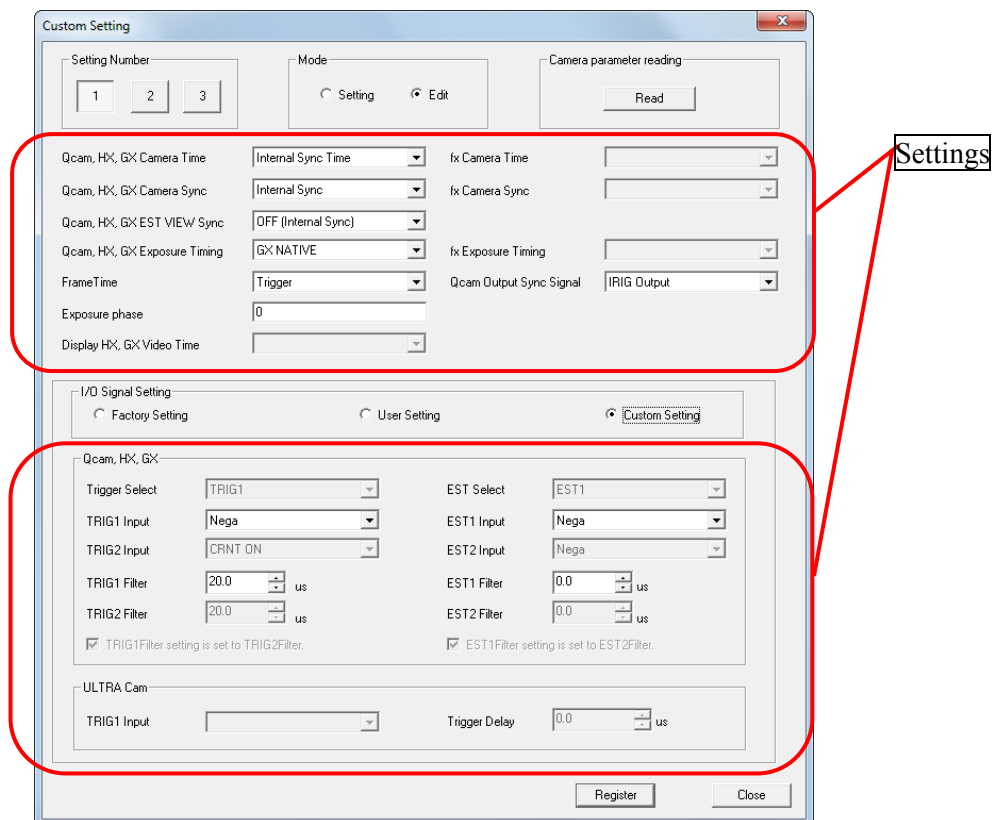 Custom Setting
Setting Number Mode Camera parameter reading
1 2 3 Setting Edit Read
Settings
Qcam, HX, GX Camera Time Internal Sync Time fx Camera Time
Qcam, HX, GX Camera Sync Internal Sync fx Camera Sync
Qcam, HX, GX EST VIEW Sync OFF (Internal Sync)
Qcam, HX, GX Exposure Timing GX NATIVE fx Exposure Timing
FrameTime Trigger Qcam Output Sync Signal IRIG Output
Exposure phase 0
Display HX, GX Video Time
I/O Signal Setting
Factory Setting User Setting Custom Setting
Qcam, HX, GX
Trigger Select TRIG1 EST Select EST1
TRIG1 Input Nega EST1 Input Nega
TRIG2 Input CRNT ON EST2 Input Nega
TRIG1 Filter 20.0 us EST1 Filter 0.0 us
TRIG2 Filter 20.0 us EST2 Filter 0.0 us
TRIG1Filter setting is set to TRIG2Filter. EST1Filter setting is set to EST2Filter.
ULTRA Cam
TRIG1 Input Trigger Delay 0.0 us
Register Close